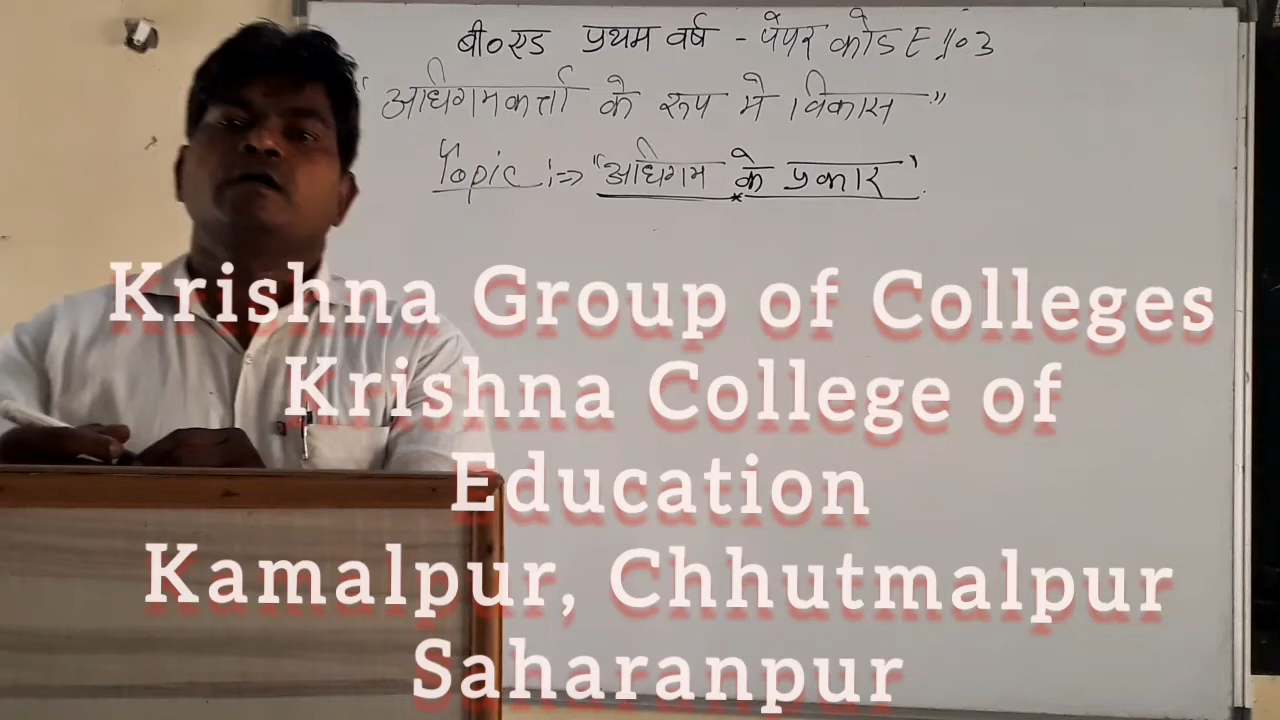 बी०एड प्रथम वर्ष - पेपर कोड E 103
"अधिगमकर्त्ता के रूप मे विकास"
Topic :=> "अधिगम के प्रकार"
Krishna Group of Colleges
Krishna College of
Education
Kamalpur, Chhutmalpur
Saharanpur